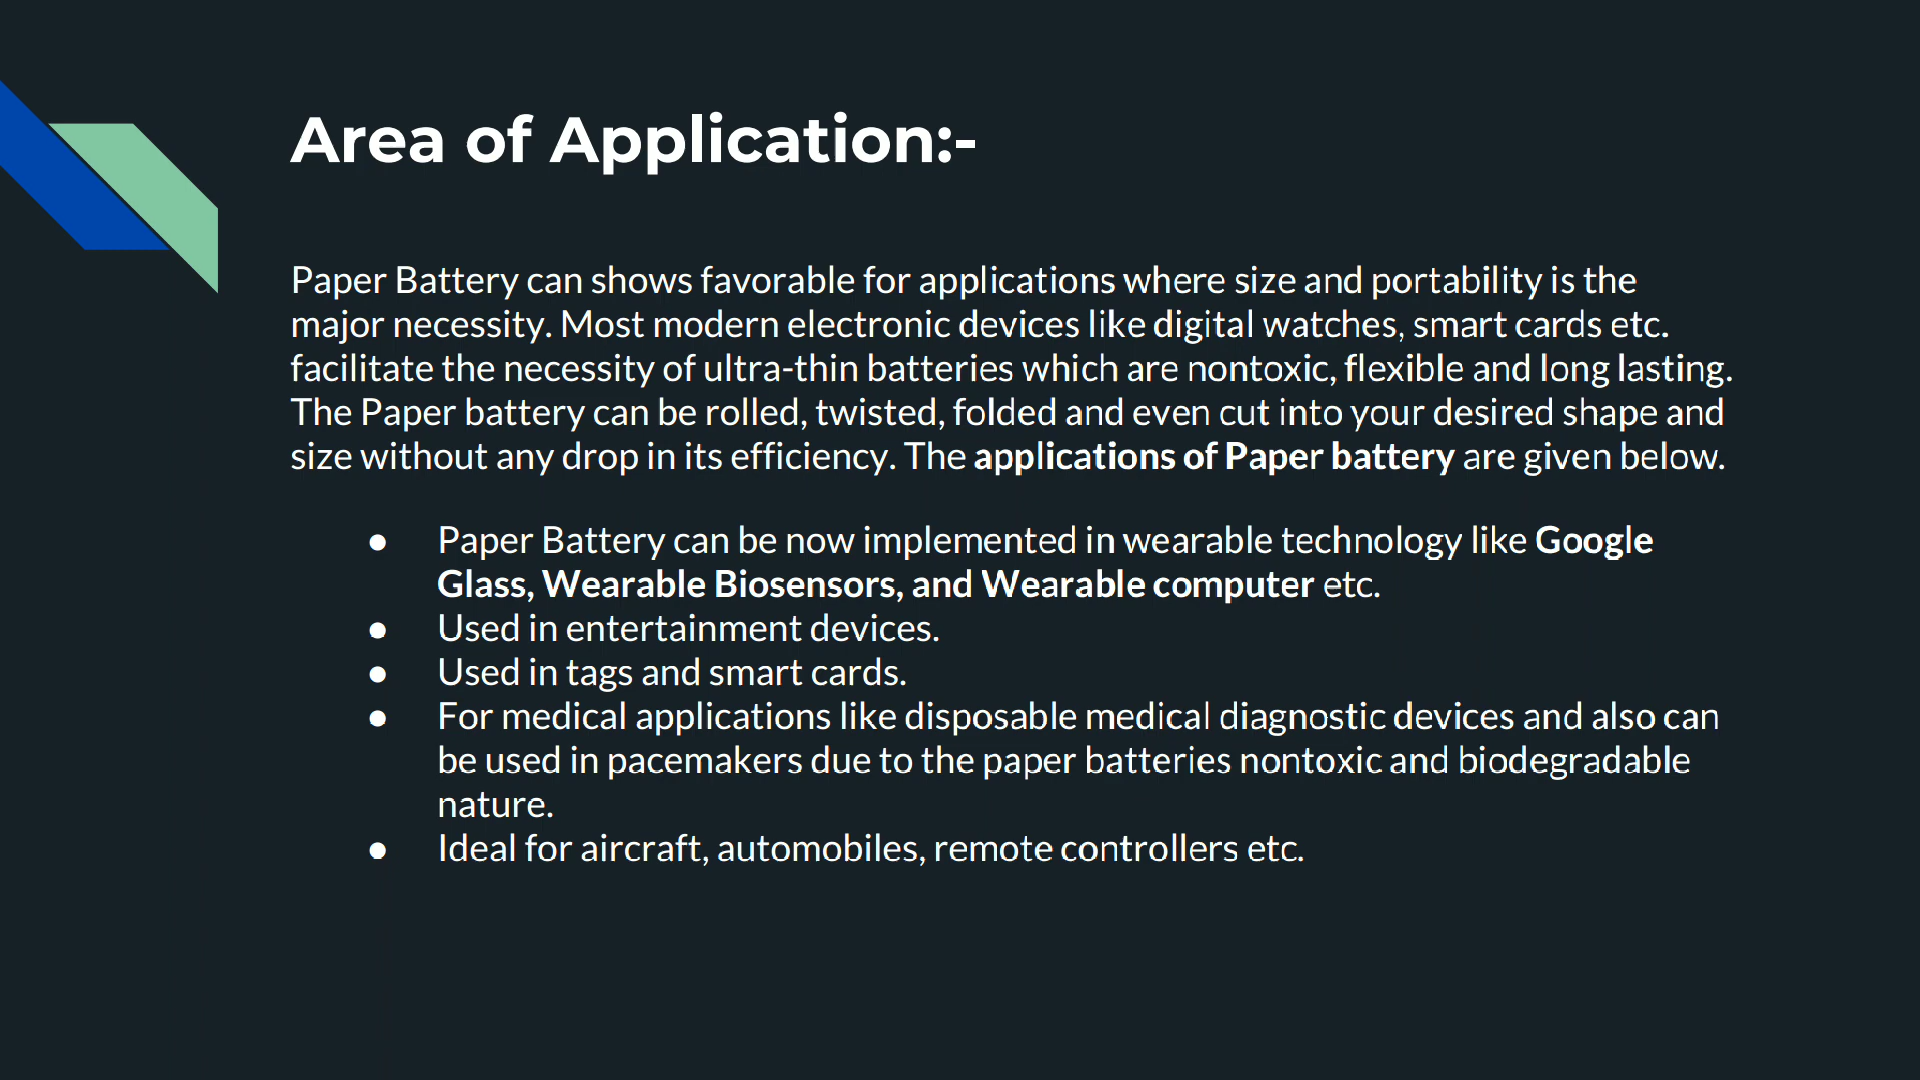 Area of Application:-
Paper Battery can shows favorable for applications where size and portability is the
major necessity. Most modern electronic devices like digital watches, smart cards etc.
facilitate the necessity of ultra-thin batteries which are nontoxic, flexible and long lasting.
The Paper battery can be rolled, twisted, folded and even cut into your desired shape and
size without any drop in its efficiency. The applications of Paper battery are given below.
● Paper Battery can be now implemented in wearable technology like Google
Glass, Wearable Biosensors, and Wearable computer etc.
● Used in entertainment devices.
● Used in tags and smart cards.
● For medical applications like disposable medical diagnostic devices and also can
be used in pacemakers due to the paper batteries nontoxic and biodegradable
nature.
● Ideal for aircraft, automobiles, remote controllers etc.